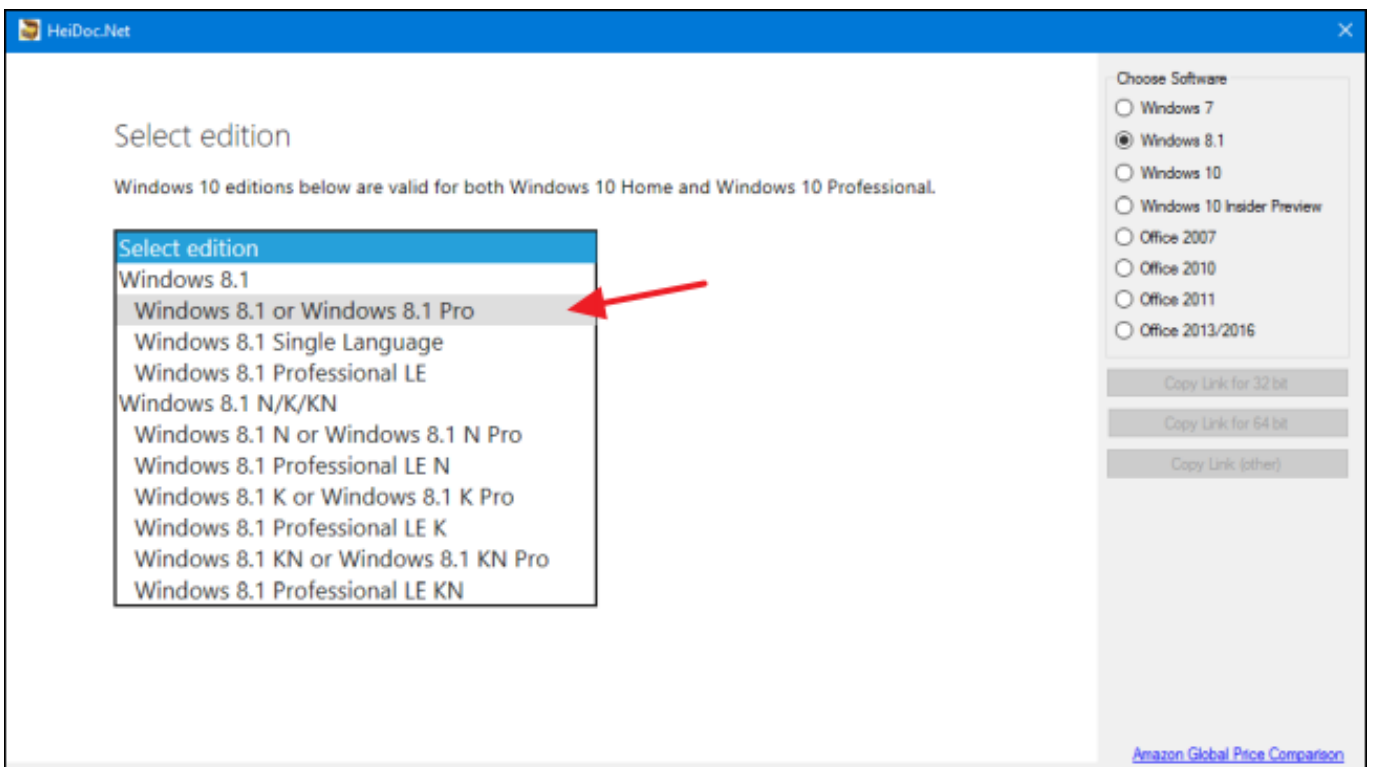 HeiDoc.Net
Select edition
Windows 10 editions below are valid for both Windows 10 Home and Windows 10 Professional.
Select edition
Windows 8.1
Windows 8.1 or Windows 8.1 Pro
Windows 8.1 Single Language
Windows 8.1 Professional LE
Windows 8.1 N/K/KN
Windows 8.1 N or Windows 8.1 N Pro
Windows 8.1 Professional LE N
Windows 8.1 K or Windows 8.1 K Pro
Windows 8.1 Professional LE K
Windows 8.1 KN or Windows 8.1 KN Pro
Windows 8.1 Professional LE KN
Choose Software
Windows 7
Windows 8.1
Windows 10
Windows 10 Insider Preview
Office 2007
Office 2010
Office 2011
Office 2013/2016
Copy Link for 32 bit
Copy Link for 64 bit
Copy Link (other)
Amazon Global Price Comparison